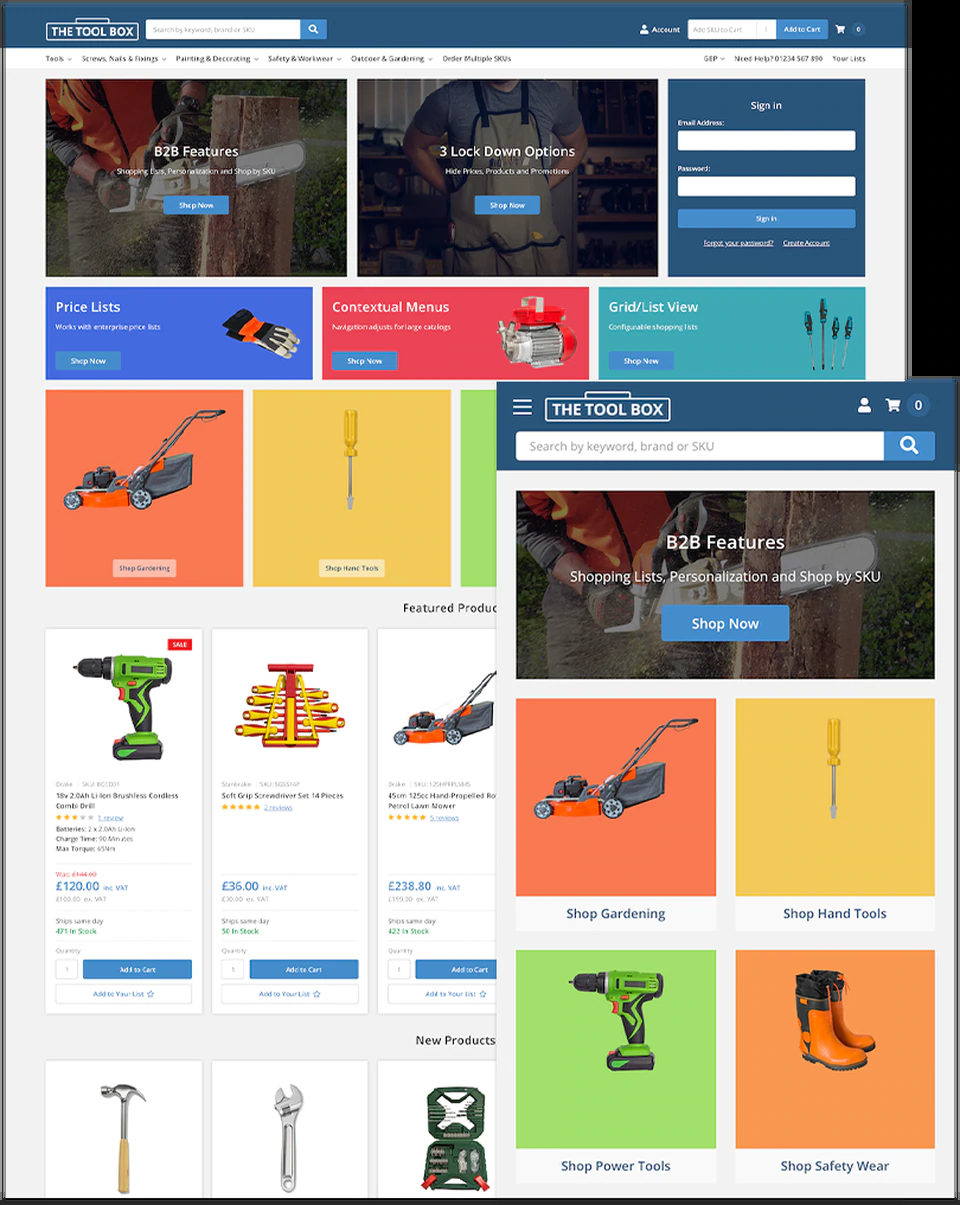 THE TOOL BOX
Search by keyword, brand or SKU
Account
Add SKU to Cart
1
Add to Cart
0
Tools
Screws, Nails & Fixings
Painting & Decorating
Safety & Workwear
Outdoor & Gardening
Order Multiple SKUs
GBP
Need Help? 01234 567 890
Your Lists
B2B Features
Shopping Lists, Personalization and Shop by SKU
Shop Now
3 Lock Down Options
Hide Prices, Products and Promotions
Shop Now
Sign in
Email Address:
Password:
Sign in
Forgot your password?
Create Account
Price Lists
Works with enterprise price lists
Shop Now
Contextual Menus
Navigation adjusts for large catalogs
Shop Now
Grid/List View
Configurable shopping lists
Shop Now
Shop Gardening
Shop Hand Tools
Featured Produc
SALE
Drake
18v 2.0Ah Li-Ion Brushless Cordless
Combi Drill
1 review
Batteries: 2 x 2.0Ah Li-Ion
Charge Time: 90 Minutes
Max Torque: 65Nm
Was: £144.00
£120.00 inc. VAT
£100.00 ex. VAT
Ships same day
471 In Stock
Quantity
1
Add to Cart
Add to Your List
Stanbrake
Soft Grip Screwdriver Set 14 Pieces
2 reviews
£36.00 inc. VAT
£30.00 ex. VAT
Ships same day
50 In Stock
Quantity
1
Add to Cart
Add to Your List
Drake
45cm 125cc Hand-Propelled Ro
Petrol Lawn Mower
5 reviews
£238.80 inc. VAT
£199.00 ex. VAT
Ships same day
422 In Stock
Quantity
1
Add to Cart
Add to Your List
New Products
THE TOOL BOX
0
Search by keyword, brand or SKU
B2B Features
Shopping Lists, Personalization and Shop by SKU
Shop Now
Shop Gardening
Shop Hand Tools
Shop Power Tools
Shop Safety Wear